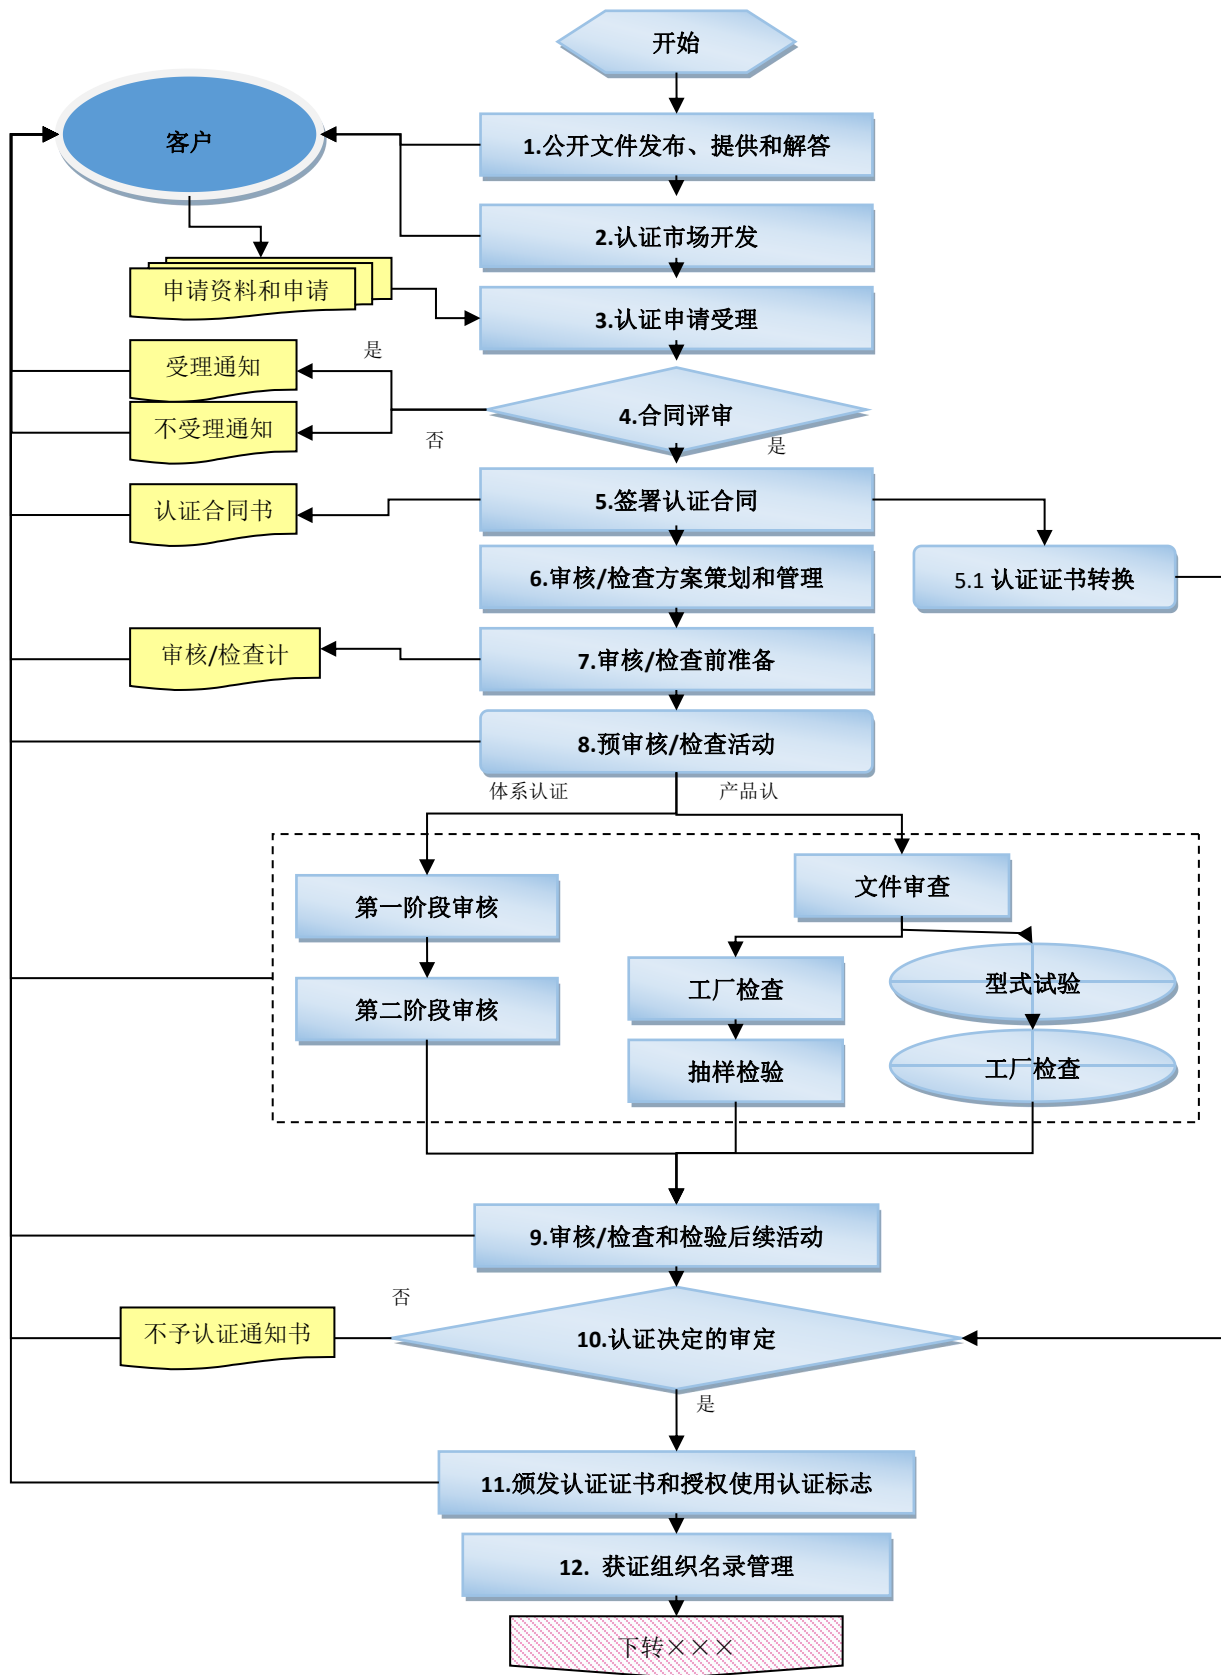 开始
客户
1.公开文件发布、提供和解答
2.认证市场开发
申请资料和申请
3.认证申请受理
是
受理通知
4.合同评审
不受理通知
否
是
认证合同书
5.签署认证合同
6.审核/检查方案策划和管理
5.1 认证证书转换
审核/检查计
7.审核/检查前准备
8.预审核/检查活动
体系认证
产品认
文件审查
第一阶段审核
工厂检查
型式试验
第二阶段审核
抽样检验
工厂检查
9.审核/检查和检验后续活动
否
不予认证通知书
10.认证决定的审定
是
11.颁发认证证书和授权使用认证标志
12. 获证组织名录管理
下转×××